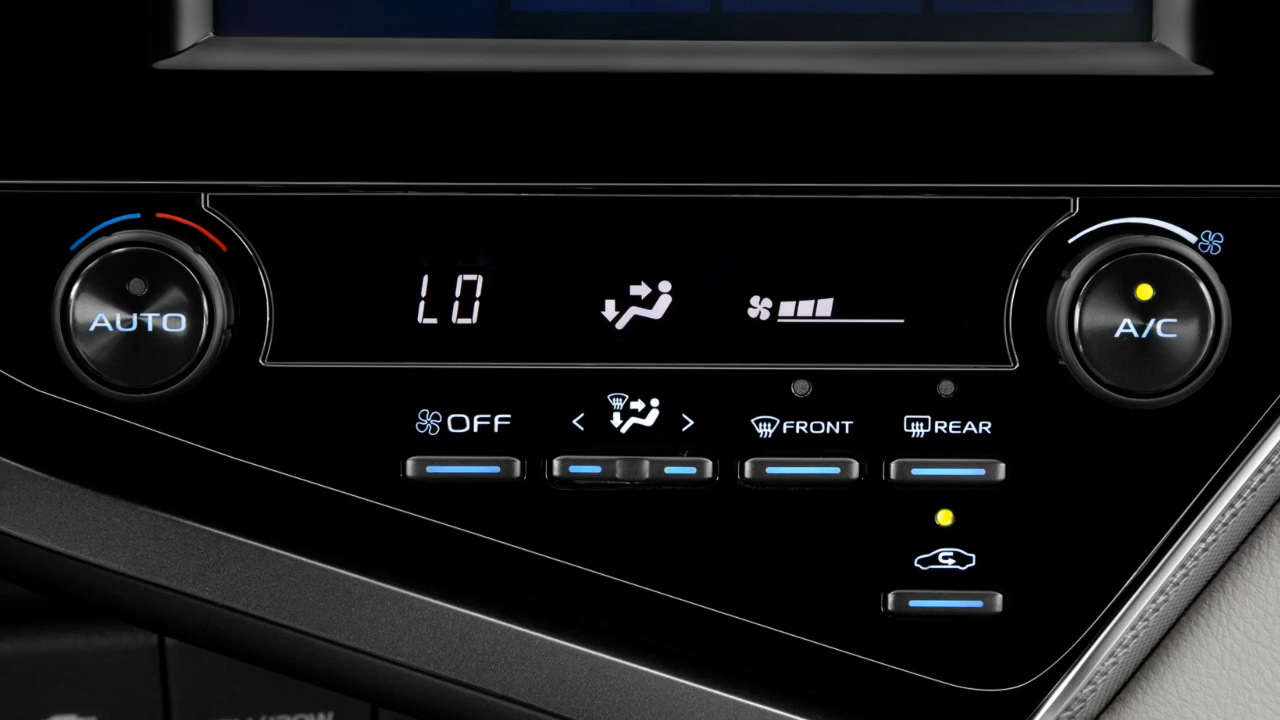 LO
AUTO
A/C
OFF
< >
FRONT
REAR